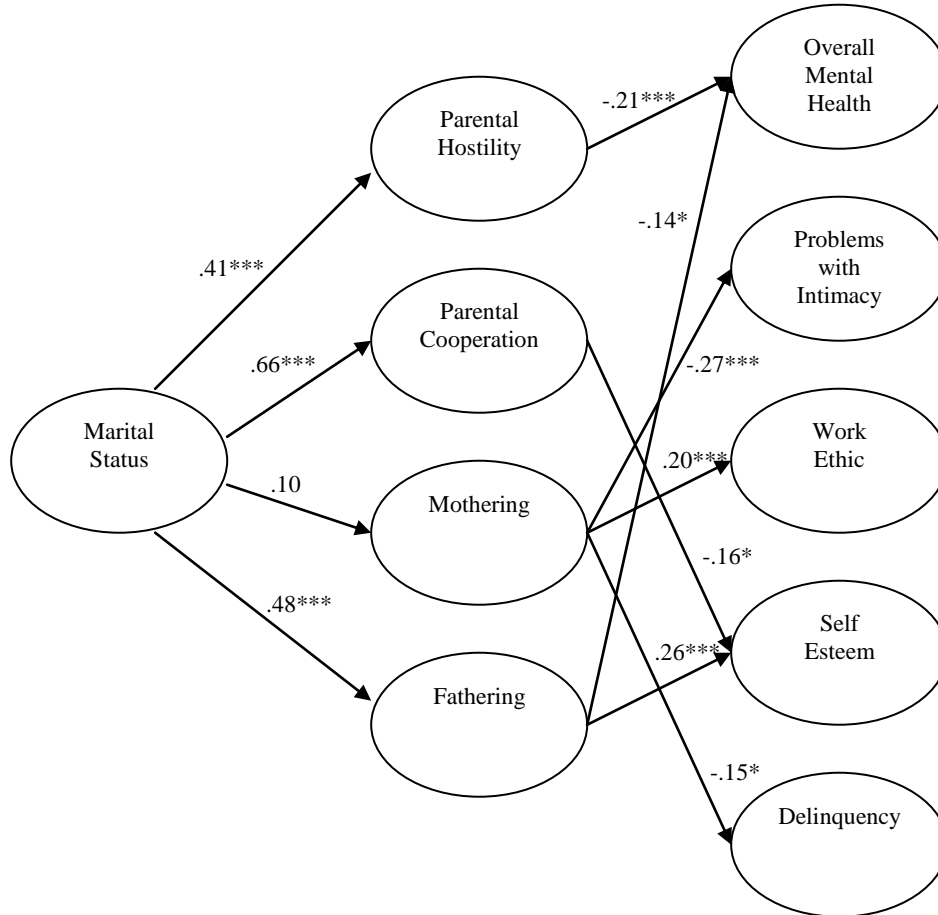 Overall
Mental
Health
Parental
Hostility
-.21***
-.14*
Problems
with
Intimacy
.41***
Parental
Cooperation
.66***
-.27***
Marital
Status
Work
Ethic
.20***
.10
Mothering
-.16*
Self
Esteem
.48***
.26***
Fathering
-.15*
Delinquency